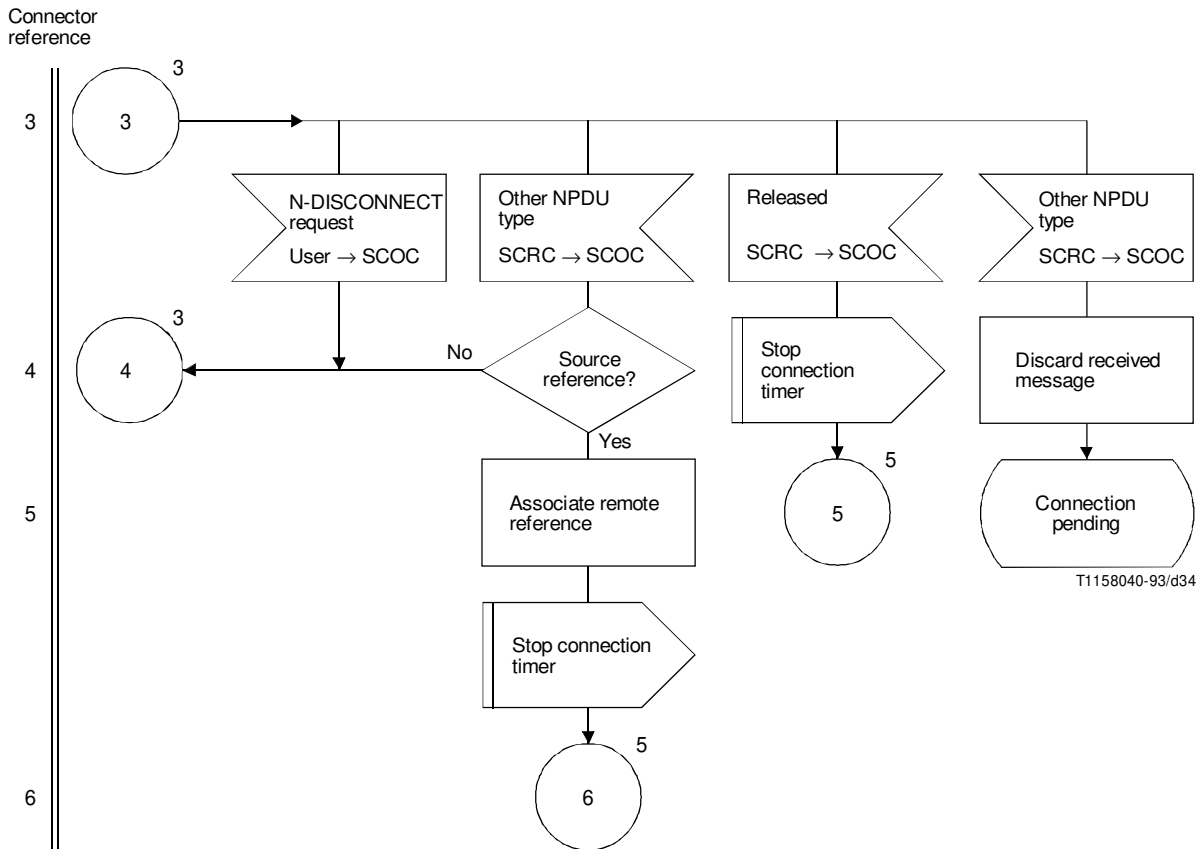 Connector
reference
3
3
3
N-DISCONNECT
request
User → SCOC
Other NPDU
type
SCRC → SCOC
Released
SCRC → SCOC
Other NPDU
type
SCRC → SCOC
3
4
4
No
Source
reference?
Yes
Stop
connection
timer
Discard received
message
5
Associate remote
reference
5
5
Connection
pending
T1158040-93/d34
Stop connection
timer
5
6
6